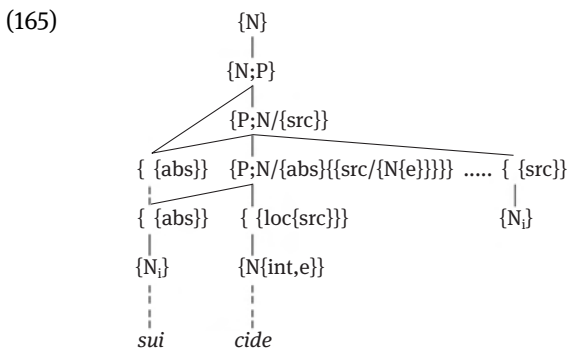 (165) {N}
{N;P}
{P;N/{src}}
{ {abs}} {P;N/{abs}{{src/{N{e}}}}} ..... { {src}}
{ {abs}} { {loc{src}}} {Nᵢ}
{Nᵢ} {N{int,e}}
sui cide